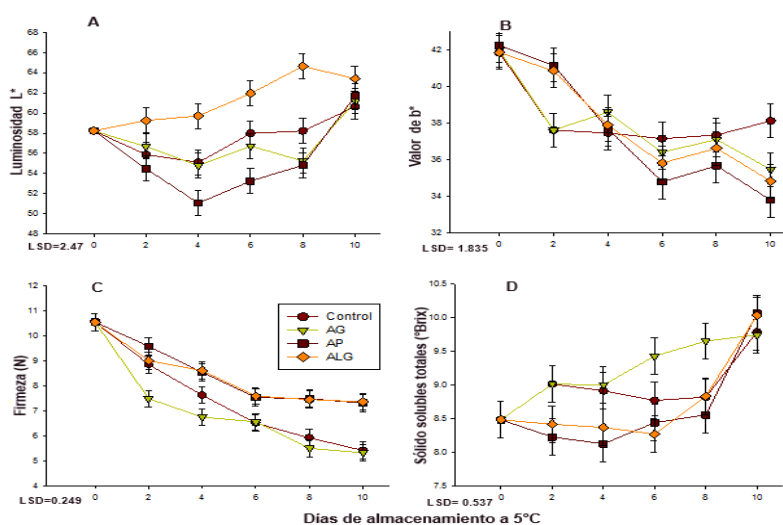 A
Luminosidad L*
68
66
64
62
60
58
56
54
52
50
48
0 2 4 6 8 10
LSD=2.47
B
Valor de b*
42
40
38
36
34
32
0 2 4 6 8 10
LSD= 1.835
C
Firmeza (N)
12
11
10
9
8
7
6
5
4
0 2 4 6 8 10
LSD=0.249
Control
AG
AP
ALG
D
Sólido solubles totales (ºBrix)
10.5
10.0
9.5
9.0
8.5
8.0
7.5
0 2 4 6 8 10
LSD= 0.537
Días de almacenamiento a 5°C